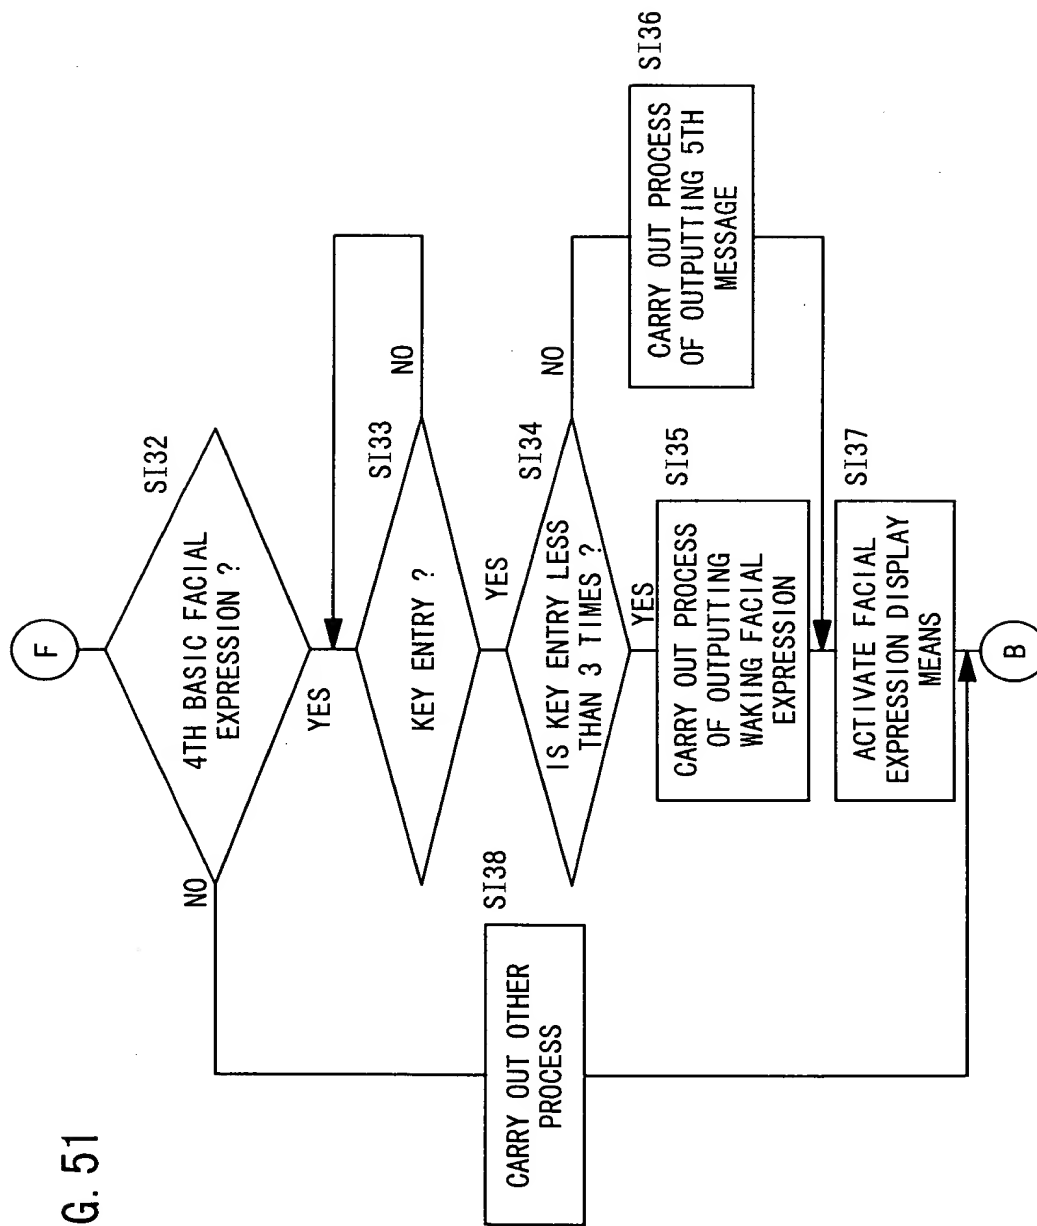 G. 51
F
4TH BASIC FACIAL
EXPRESSION ?
SI32
NO
YES
KEY ENTRY ?
SI33
NO
YES
IS KEY ENTRY LESS
THAN 3 TIMES ?
SI34
NO
YES
CARRY OUT PROCESS
OF OUTPUTTING
WAKING FACIAL
EXPRESSION
SI35
CARRY OUT PROCESS
OF OUTPUTTING 5TH
MESSAGE
SI36
ACTIVATE FACIAL
EXPRESSION DISPLAY
MEANS
SI37
CARRY OUT OTHER
PROCESS
SI38
B